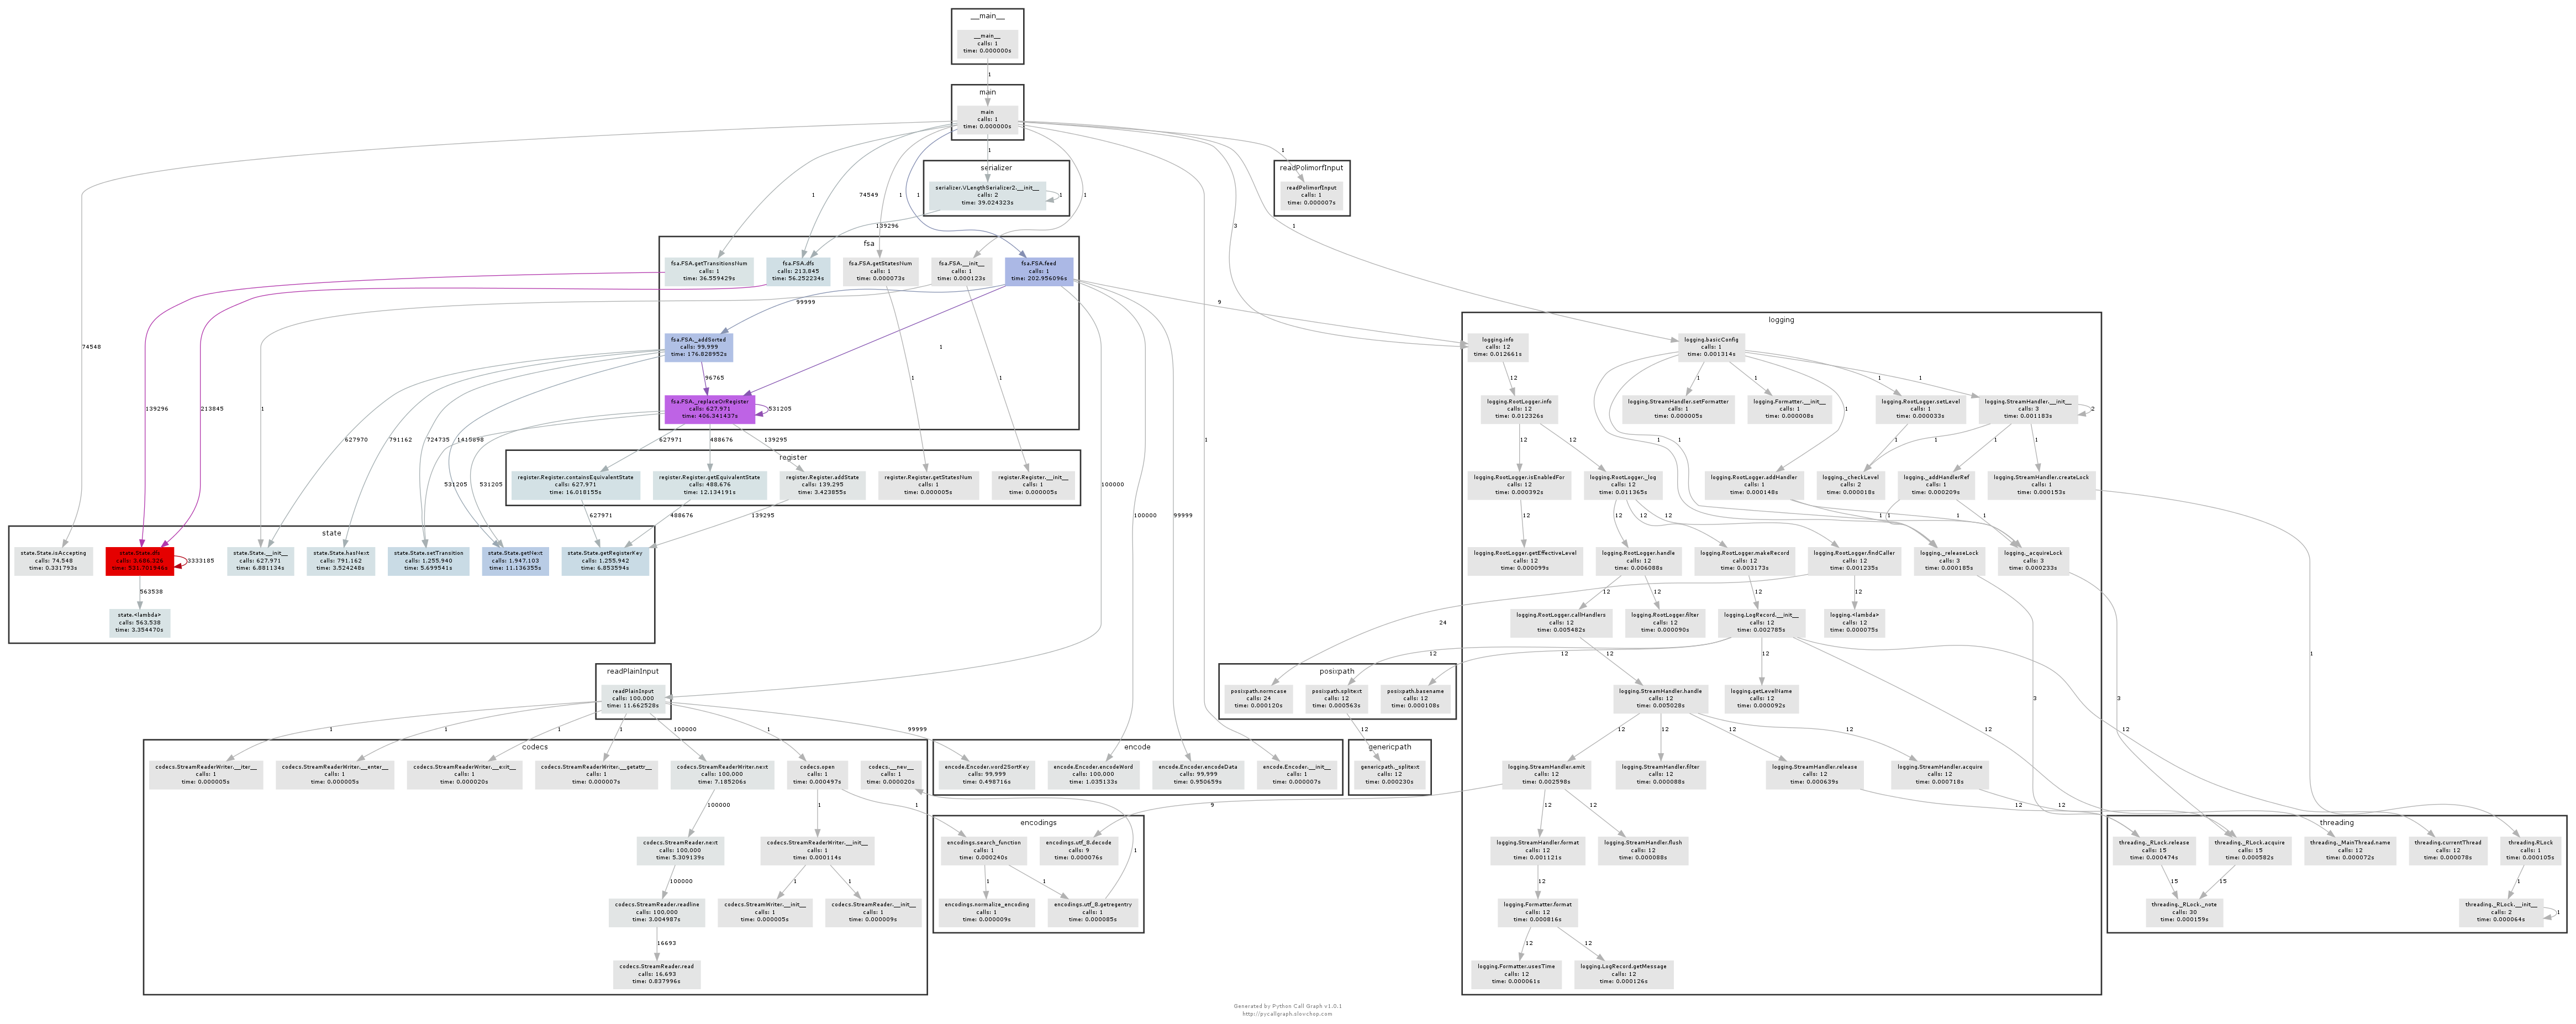 __main__
__main__
calls: 1
time: 0.000000s
1
main
main
calls: 1
time: 0.000000s
1
74549
1
1
1
1
1
3
1
1
74548
serializer
serializer.VLengthSerializer2.__init__
calls: 2
time: 39.024323s
1
139296
readPolimorfInput
readPolimorfInput
calls: 1
time: 0.000007s
fsa
fsa.FSA.getTransitionsNum
calls: 1
time: 36.559429s
fsa.FSA.dfs
calls: 213.845
time: 56.252234s
fsa.FSA.getStatesNum
calls: 1
time: 0.000073s
fsa.FSA.__init__
calls: 1
time: 0.000123s
fsa.FSA.feed
calls: 1
time: 202.956096s
99999
9
fsa.FSA._addSorted
calls: 99.999
time: 176.828952s
96765
1
fsa.FSA._replaceOrRegister
calls: 627.971
time: 406.341437s
531205
139296
213845
1
627970
791162
724735
1415898
531205
531205
627971
488676
139295
1
1
100000
100000
99999
register
register.Register.containsEquivalentState
calls: 627.971
time: 16.018155s
register.Register.getEquivalentState
calls: 488.676
time: 12.134191s
register.Register.addState
calls: 139.295
time: 3.423855s
register.Register.getStatesNum
calls: 1
time: 0.000005s
register.Register.__init__
calls: 1
time: 0.000005s
627971
488676
139295
state
state.State.isAccepting
calls: 74.548
time: 0.331793s
state.State.dfs
3333185
state.State.__init__
calls: 627.971
time: 6.881134s
state.State.hasNext
calls: 791.162
time: 3.524248s
state.State.setTransition
calls: 1.255.940
time: 5.699541s
state.State.getNext
calls: 1.947.103
time: 11.136355s
state.State.getRegisterKey
calls: 1.255.942
time: 6.853594s
563538
state.<lambda>
calls: 563.538
time: 3.354470s
readPlainInput
readPlainInput
calls: 100.000
time: 11.662528s
1
1
1
1
100000
1
99999
codecs
codecs.StreamReaderWriter.__iter__
calls: 1
time: 0.000005s
codecs.StreamReaderWriter.__enter__
calls: 1
time: 0.000005s
codecs.StreamReaderWriter.__exit__
calls: 1
time: 0.000020s
codecs.StreamReaderWriter.__getattr__
calls: 1
time: 0.000007s
codecs.StreamReaderWriter.next
calls: 100.000
time: 7.185206s
codecs.open
calls: 1
time: 0.000497s
codecs.__new__
calls: 1
time: 0.000020s
100000
1
1
codecs.StreamReader.next
calls: 100.000
time: 5.309139s
codecs.StreamReaderWriter.__init__
calls: 1
time: 0.000114s
100000
1
1
codecs.StreamReader.readline
calls: 100.000
time: 3.004987s
codecs.StreamWriter.__init__
calls: 1
time: 0.000005s
codecs.StreamReader.__init__
calls: 1
time: 0.000009s
16693
codecs.StreamReader.read
calls: 16.693
time: 0.837996s
encode
encode.Encoder.word2SortKey
calls: 99.999
time: 0.498716s
encode.Encoder.encodeWord
calls: 100.000
time: 1.035133s
encode.Encoder.encodeData
calls: 99.999
time: 0.950659s
encode.Encoder.__init__
calls: 1
time: 0.000007s
encodings
encodings.search_function
calls: 1
time: 0.000240s
encodings.utf_8.decode
calls: 9
time: 0.000076s
1
1
1
encodings.normalize_encoding
calls: 1
time: 0.000009s
encodings.utf_8.getregentry
calls: 1
time: 0.000085s
posixpath
posixpath.normcase
calls: 24
time: 0.000120s
posixpath.splitext
calls: 12
time: 0.000563s
posixpath.basename
calls: 12
time: 0.000108s
12
genericpath
genericpath._splitext
calls: 12
time: 0.000230s
logging
logging.info
calls: 12
time: 0.012661s
logging.basicConfig
calls: 1
time: 0.001314s
12
1
1
1
1
1
1
1
logging.RootLogger.info
calls: 12
time: 0.012326s
logging.StreamHandler.setFormatter
calls: 1
time: 0.000005s
logging.Formatter.__init__
calls: 1
time: 0.000008s
logging.RootLogger.setLevel
calls: 1
time: 0.000033s
logging.StreamHandler.__init__
calls: 3
time: 0.001183s
2
12
12
1
1
1
1
logging.RootLogger.isEnabledFor
calls: 12
time: 0.000392s
logging.RootLogger._log
calls: 12
time: 0.011365s
logging.RootLogger.addHandler
calls: 1
time: 0.000148s
logging._checkLevel
calls: 2
time: 0.000018s
logging._addHandlerRef
calls: 1
time: 0.000209s
logging.StreamHandler.createLock
calls: 1
time: 0.000153s
12
12
12
12
1
1
1
1
logging.RootLogger.getEffectiveLevel
calls: 12
time: 0.000099s
logging.RootLogger.handle
calls: 12
time: 0.006088s
logging.RootLogger.makeRecord
calls: 12
time: 0.003173s
logging.RootLogger.findCaller
calls: 12
time: 0.001235s
logging._releaseLock
calls: 3
time: 0.000185s
logging._acquireLock
calls: 3
time: 0.000233s
12
12
12
12
24
logging.RootLogger.callHandlers
calls: 12
time: 0.005482s
logging.RootLogger.filter
calls: 12
time: 0.000090s
logging.LogRecord.__init__
calls: 12
time: 0.002785s
logging.<lambda>
calls: 12
time: 0.000075s
12
12
12
12
12
12
1
3
3
logging.StreamHandler.handle
calls: 12
time: 0.005028s
logging.getLevelName
calls: 12
time: 0.000092s
12
12
12
12
logging.StreamHandler.emit
calls: 12
time: 0.002598s
logging.StreamHandler.filter
calls: 12
time: 0.000088s
logging.StreamHandler.release
calls: 12
time: 0.000639s
logging.StreamHandler.acquire
calls: 12
time: 0.000718s
9
12
12
12
12
logging.StreamHandler.format
calls: 12
time: 0.001121s
logging.StreamHandler.flush
calls: 12
time: 0.000088s
12
logging.Formatter.format
calls: 12
time: 0.000816s
12
12
logging.Formatter.usesTime
calls: 12
time: 0.000061s
logging.LogRecord.getMessage
calls: 12
time: 0.000126s
threading
threading._RLock.release
calls: 15
time: 0.000474s
threading._RLock.acquire
calls: 15
time: 0.000582s
threading._MainThread.name
calls: 12
time: 0.000072s
threading.currentThread
calls: 12
time: 0.000078s
threading.RLock
calls: 1
time: 0.000105s
15
15
1
threading._RLock._note
calls: 30
time: 0.000159s
threading._RLock.__init__
calls: 2
time: 0.000064s
1
Generated by Python Call Graph v1.0.1
http://pycallgraph.slowchop.com